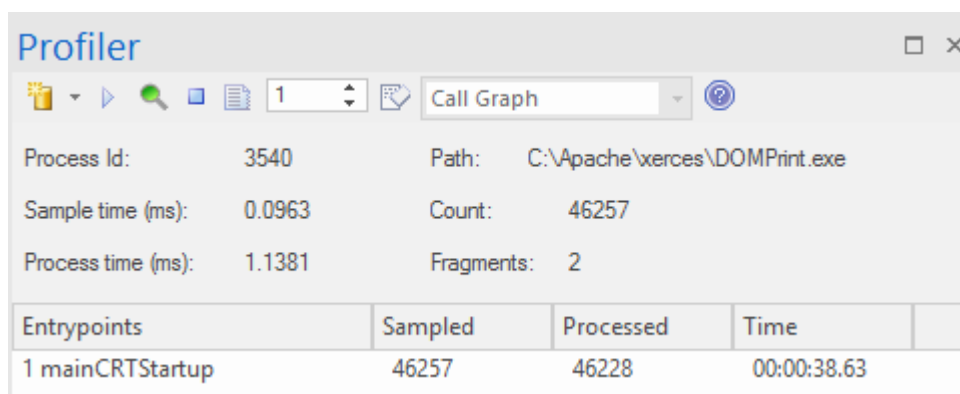 Profiler
1 Call Graph
Process Id: 3540 Path: C:\Apache\xerces\DOMPrint.exe
Sample time (ms): 0.0963 Count: 46257
Process time (ms): 1.1381 Fragments: 2
Entrypoints Sampled Processed Time
1 mainCRTStartup 46257 46228 00:00:38.63